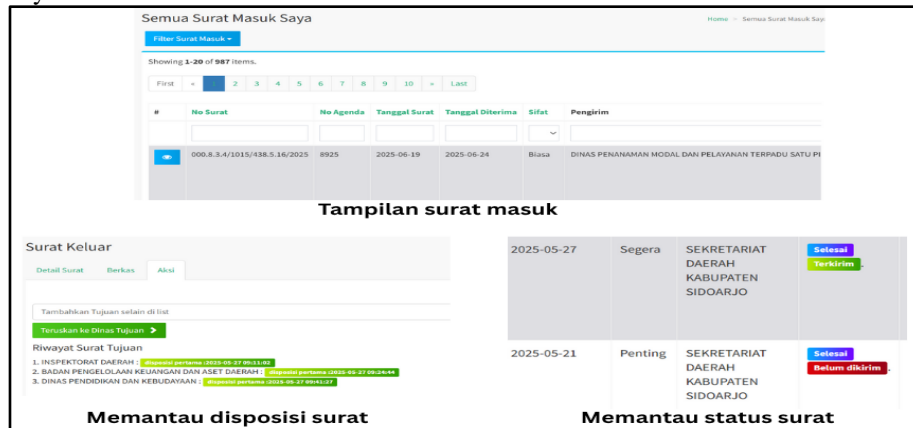 Semua Surat Masuk Saya
Home > Semua Surat Masuk Saya
Filter Surat Masuk
Showing 1-20 of 987 items.
First « 1 2 3 4 5 6 7 8 9 10 » Last
# No Surat No Agenda Tanggal Surat Tanggal Diterima Sifat Pengirim
000.8.3.4/1015/438.5.16/2025 8925 2025-06-19 2025-06-24 Biasa DINAS PENANAMAN MODAL DAN PELAYANAN TERPADU SATU PI
Tampilan surat masuk
Surat Keluar
Detail Surat Berkas Aksi
Tambahkan Tujuan selain di list
Teruskan ke Dinas Tujuan
Riwayat Surat Tujuan
1. INSPEKTORAT DAERAH : disposisi pertama :2025-05-27 09:11:02
2. BADAN PENGELOLAAN KEUANGAN DAN ASET DAERAH : disposisi pertama :2025-05-27 09:24:44
3. DINAS PENDIDIKAN DAN KEBUDAYAAN : disposisi pertama :2025-05-27 09:41:27
Memantau disposisi surat
2025-05-27 Segera SEKRETARIAT Selesai
DAERAH Terkirim .
KABUPATEN
SIDOARJO
2025-05-21 Penting SEKRETARIAT Selesai
DAERAH Belum dikirim .
KABUPATEN
SIDOARJO
Memantau status surat